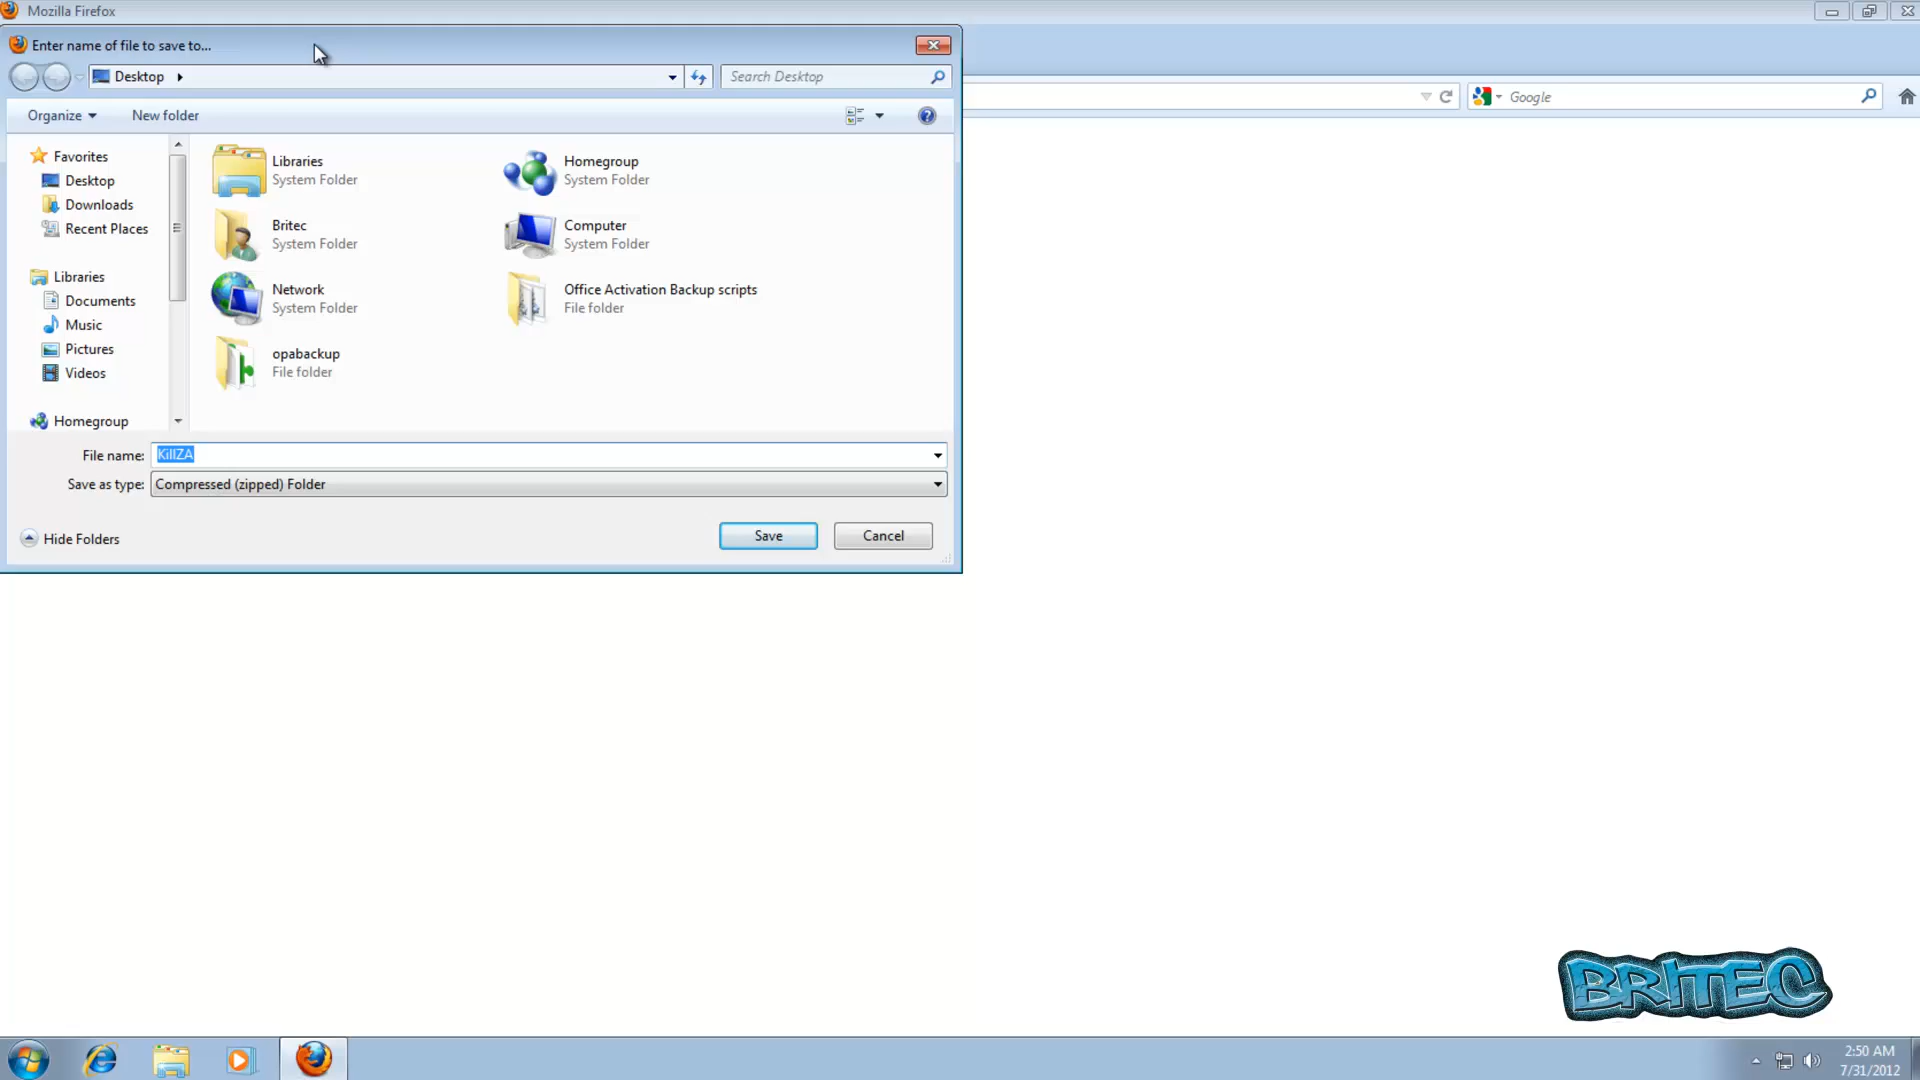 Mozilla Firefox
Enter name of file to save to...
Desktop
Search Desktop
Google
Organize
New folder
Favorites
Desktop
Downloads
Recent Places
Libraries
Documents
Music
Pictures
Videos
Homegroup
Libraries
System Folder
Homegroup
System Folder
Britec
System Folder
Computer
System Folder
Network
System Folder
Office Activation Backup scripts
File folder
opabackup
File folder
File name:
KillZA
Save as type:
Compressed (zipped) Folder
Hide Folders
Save
Cancel
BRITEC
2:50 AM
7/31/2012